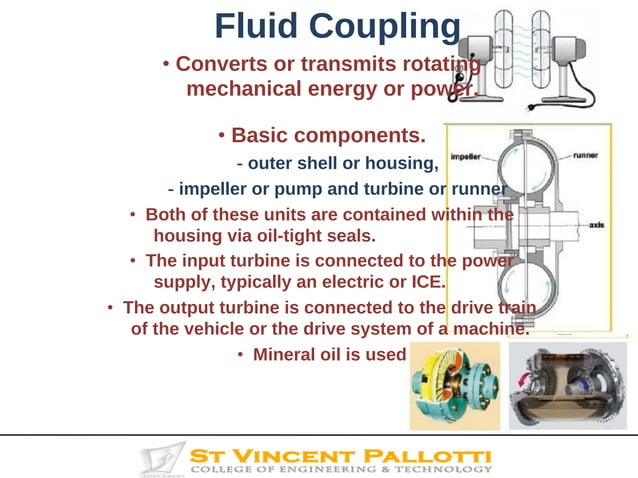 Fluid Coupling
• Converts or transmits rotating
mechanical energy or power.
• Basic components.
- outer shell or housing,
- impeller or pump and turbine or runner
• Both of these units are contained within the
housing via oil-tight seals.
• The input turbine is connected to the power
supply, typically an electric or ICE.
• The output turbine is connected to the drive train
of the vehicle or the drive system of a machine.
• Mineral oil is used
impeller
runner
axis
ST VINCENT PALLOTTI
COLLEGE OF ENGINEERING & TECHNOLOGY